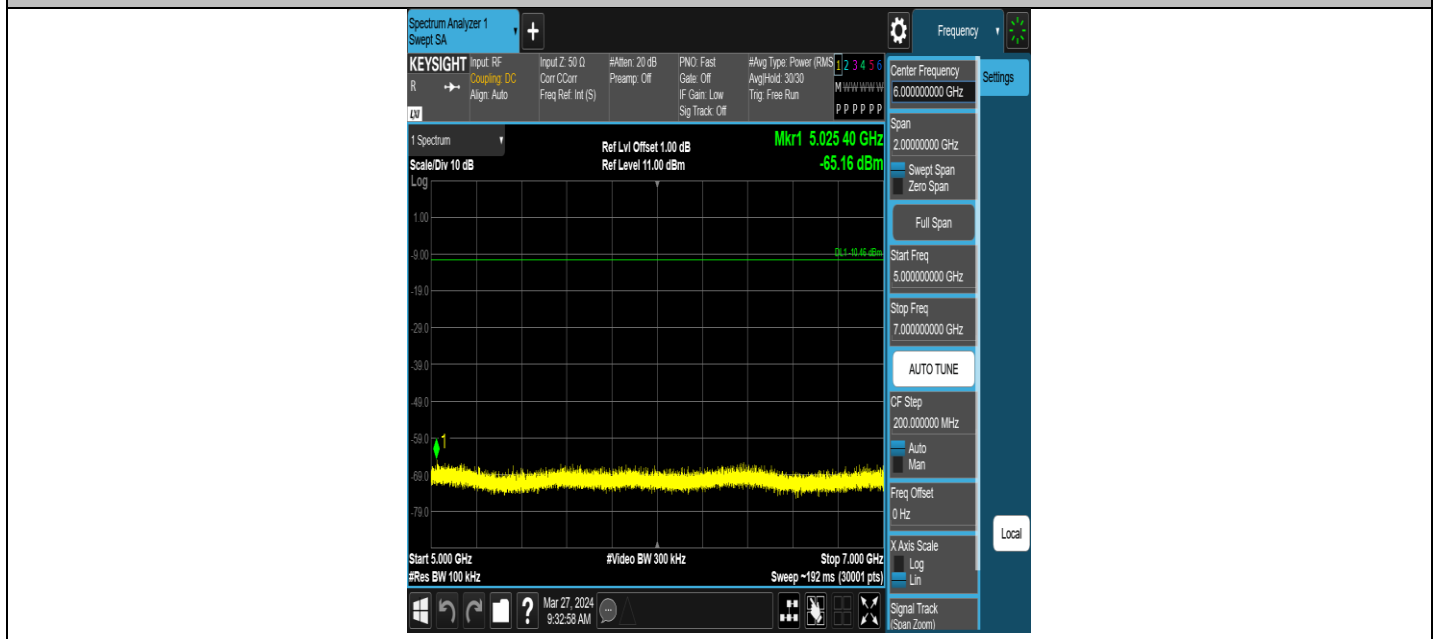 Spectrum Analyzer 1
Swept SA
+
Frequency
KEYSIGHT
R
LXI
Input: RF
Coupling: DC
Align: Auto
Input Z: 50 Ω
Corr CCorr
Freq Ref: Int (S)
#Atten: 20 dB
Preamp: Off
PNO: Fast
Gate: Off
IF Gain: Low
Sig Track: Off
#Avg Type: Power (RMS
Avg|Hold: 30/30
Trig: Free Run
1 2 3 4 5 6
M W W W W W
P P P P P P
Center Frequency
6.000000000 GHz
Settings
1 Spectrum
Scale/Div 10 dB
Log
Ref Lvl Offset 1.00 dB
Ref Level 11.00 dBm
Mkr1 5.025 40 GHz
-65.16 dBm
1.00
-9.00
-19.0
-29.0
-39.0
-49.0
-59.0
-69.0
-79.0
DL1 -10.46 dBm
1
Start 5.000 GHz
#Res BW 100 kHz
#Video BW 300 kHz
Stop 7.000 GHz
Sweep ~192 ms (30001 pts)
Span
2.00000000 GHz
Swept Span
Zero Span
Full Span
Start Freq
5.000000000 GHz
Stop Freq
7.000000000 GHz
AUTO TUNE
CF Step
200.000000 MHz
Auto
Man
Freq Offset
0 Hz
X Axis Scale
Log
Lin
Signal Track
(Span Zoom)
Local
?
Mar 27, 2024
9:32:58 AM